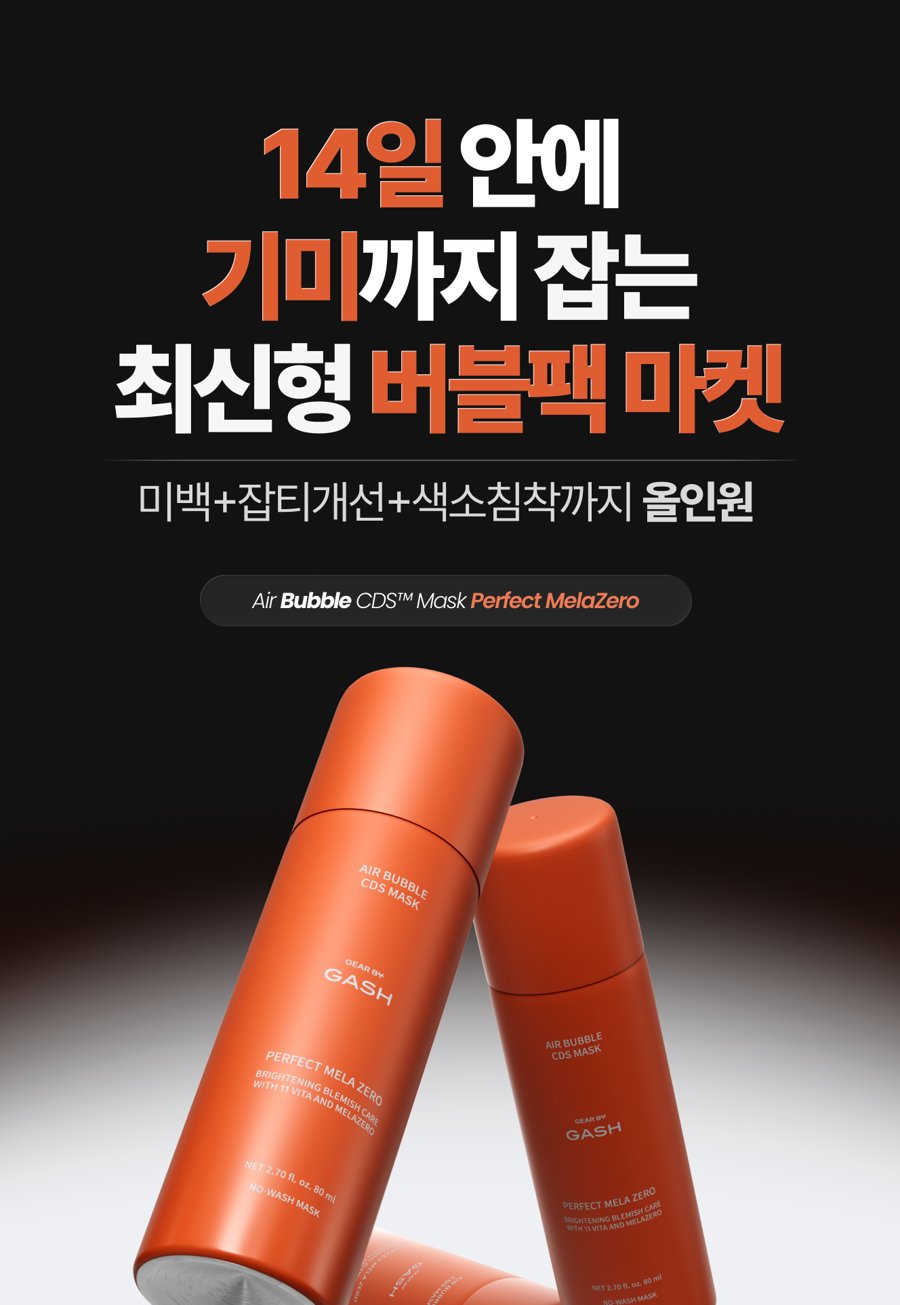 14일 안에
기미까지 잡는
최신형 버블팩 마켓
미백+잡티개선+색소침착까지 올인원
Air Bubble CDS™ Mask Perfect MelaZero
AIR BUBBLE
CDS MASK
GEAR BY
GASH
PERFECT MELA ZERO
BRIGHTENING BLEMISH CARE
WITH 11 VITA AND MELAZERO
NET 2.70 fl. oz. 80 ml
NO-WASH MASK
AIR BUBBLE
CDS MASK
GEAR BY
GASH
PERFECT MELA ZERO
BRIGHTENING BLEMISH CARE
WITH 11 VITA AND MELAZERO
NET 2.70 fl. oz. 80 ml
NO-WASH MASK
GASH